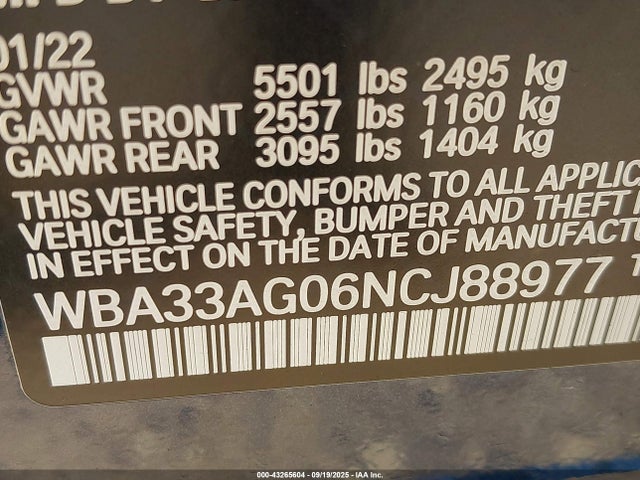 01/22
GVWR 5501 lbs 2495 kg
GAWR FRONT 2557 lbs 1160 kg
GAWR REAR 3095 lbs 1404 kg
THIS VEHICLE CONFORMS TO ALL APPLIC
VEHICLE SAFETY, BUMPER AND THEFT
IN EFFECT ON THE DATE OF MANUFACTU
WBA33AG06NCJ88977
000-43265604 - 09/19/2025 - IAA Inc.